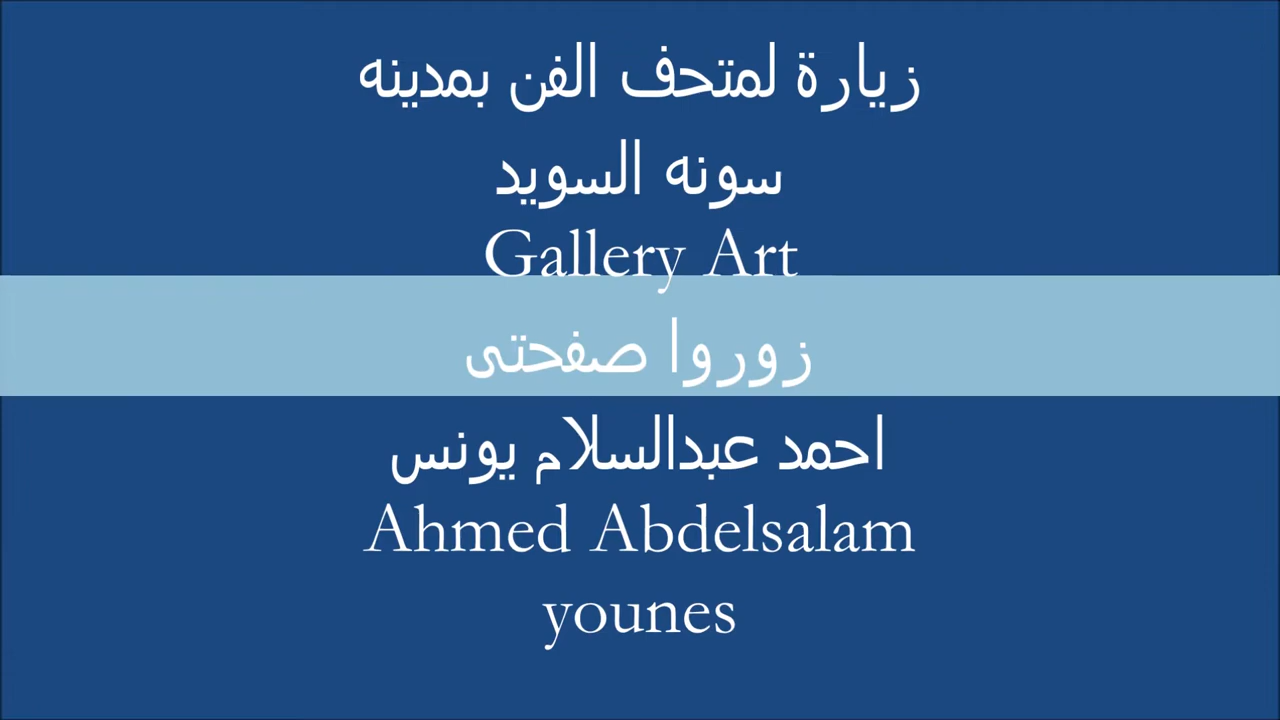 زيارة لمتحف الفن بمدينه
سونه السويد
Gallery Art
زوروا صفحتى
احمد عبدالسلام يونس
Ahmed Abdelsalam
younes